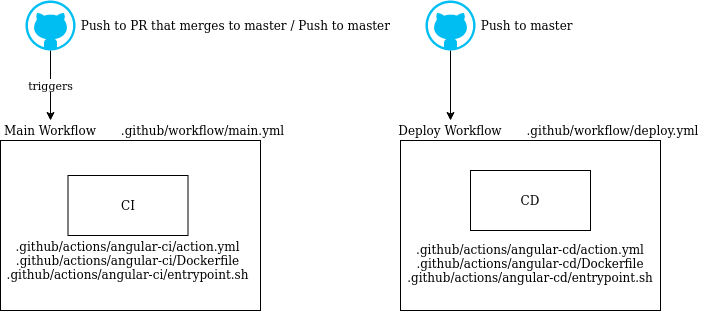 Push to PR that merges to master / Push to master
triggers
Main Workflow .github/workflow/main.yml
CI
.github/actions/angular-ci/action.yml
.github/actions/angular-ci/Dockerfile
.github/actions/angular-ci/entrypoint.sh
Push to master
Deploy Workflow .github/workflow/deploy.yml
CD
.github/actions/angular-cd/action.yml
.github/actions/angular-cd/Dockerfile
.github/actions/angular-cd/entrypoint.sh